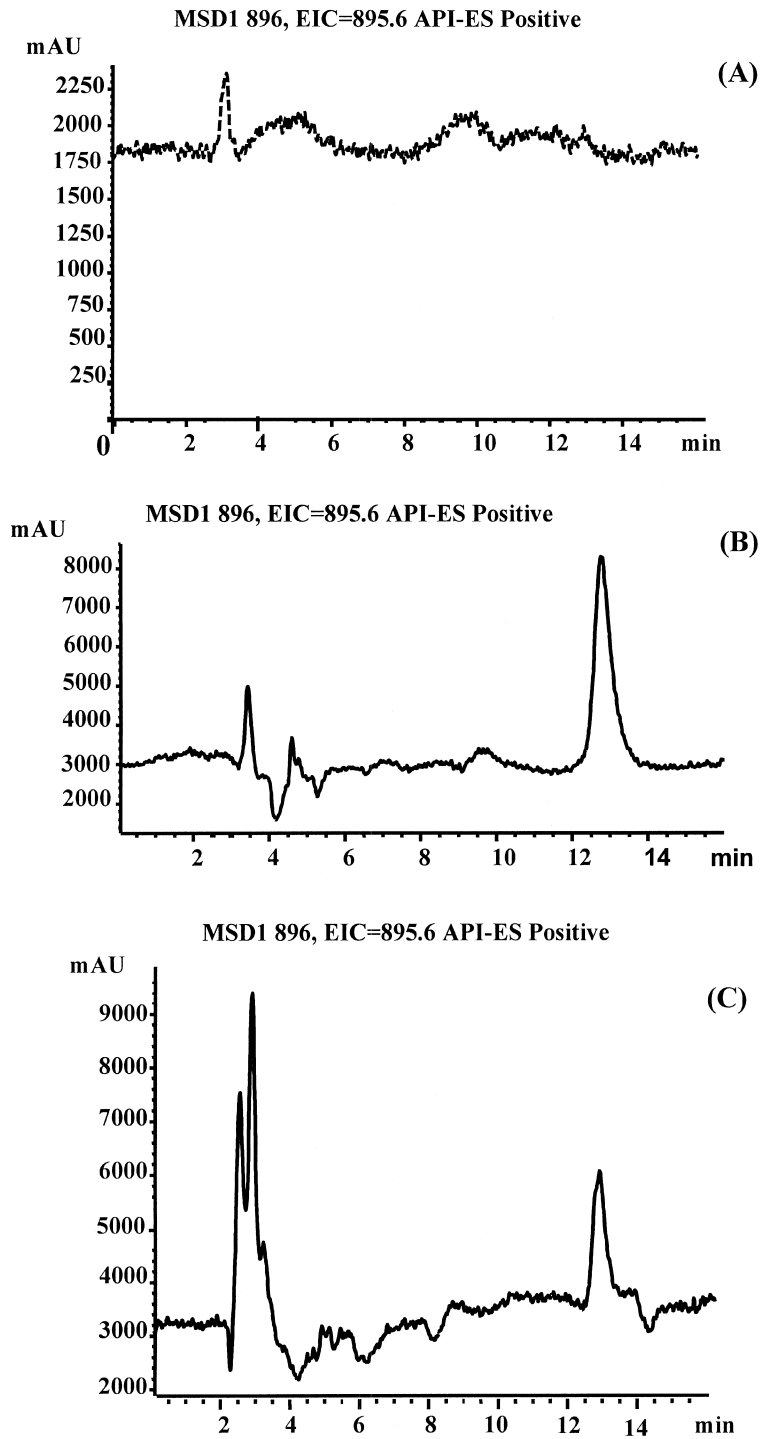 MSD1 896, EIC=895.6 API-ES Positive
mAU
(A)
2250
2000
1750
1500
1250
1000
750
500
250
0 2 4 6 8 10 12 14 min
MSD1 896, EIC=895.6 API-ES Positive
mAU
(B)
8000
7000
6000
5000
4000
3000
2000
2 4 6 8 10 12 14 min
MSD1 896, EIC=895.6 API-ES Positive
mAU
(C)
9000
8000
7000
6000
5000
4000
3000
2000
2 4 6 8 10 12 14 min